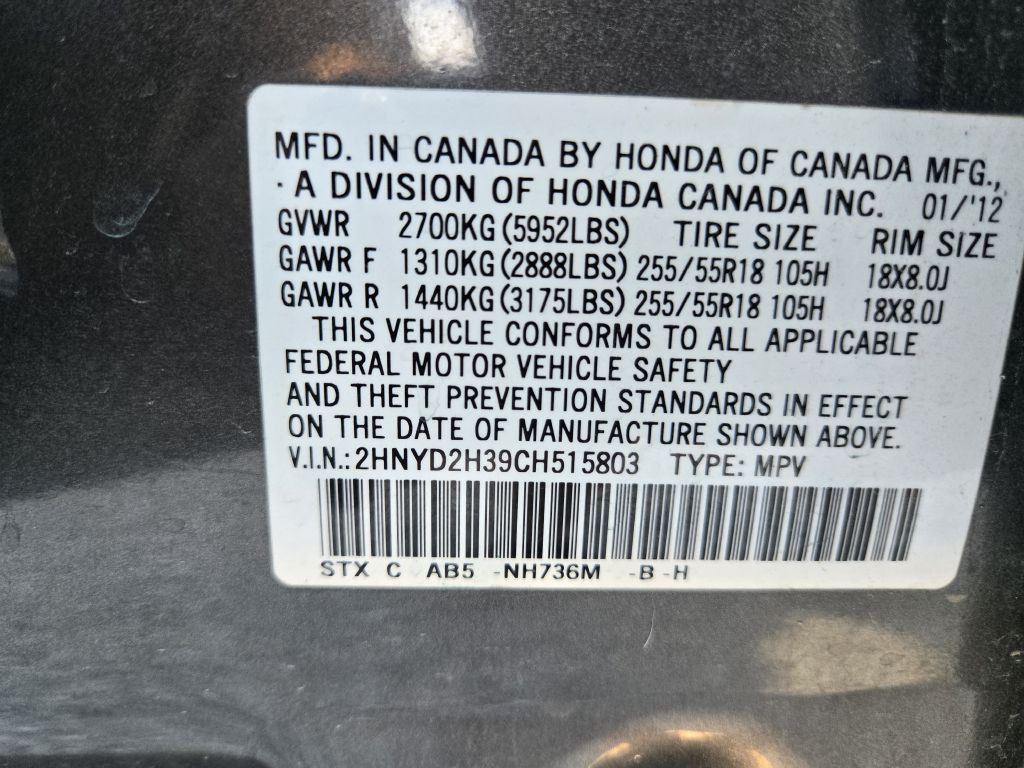 MFD. IN CANADA BY HONDA OF CANADA MFG.,
A DIVISION OF HONDA CANADA INC. 01/'12
GVWR 2700KG (5952LBS) TIRE SIZE RIM SIZE
GAWR F 1310KG (2888LBS) 255/55R18 105H 18X8.0J
GAWR R 1440KG (3175LBS) 255/55R18 105H 18X8.0J
THIS VEHICLE CONFORMS TO ALL APPLICABLE
FEDERAL MOTOR VEHICLE SAFETY
AND THEFT PREVENTION STANDARDS IN EFFECT
ON THE DATE OF MANUFACTURE SHOWN ABOVE.
V.I.N.: 2HNYD2H39CH515803 TYPE: MPV
STX C AB5 -NH736M -B -H